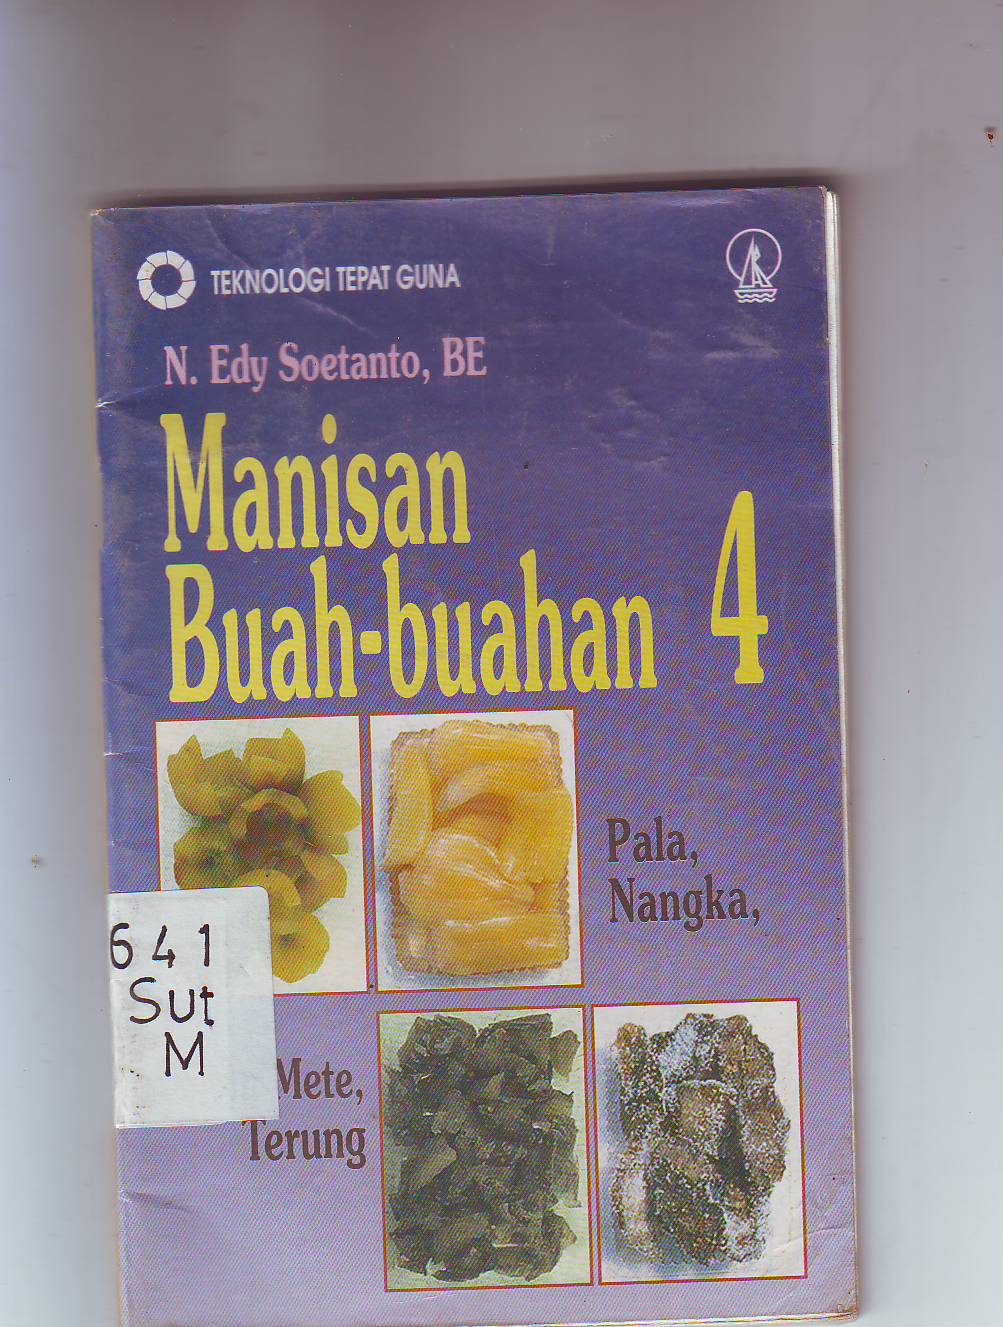 TEKNOLOGI TEPAT GUNA
N. Edy Soetanto, BE
Manisan
Buah-buahan 4
Pala,
Nangka,
641
Sut
M
Mete,
Terung